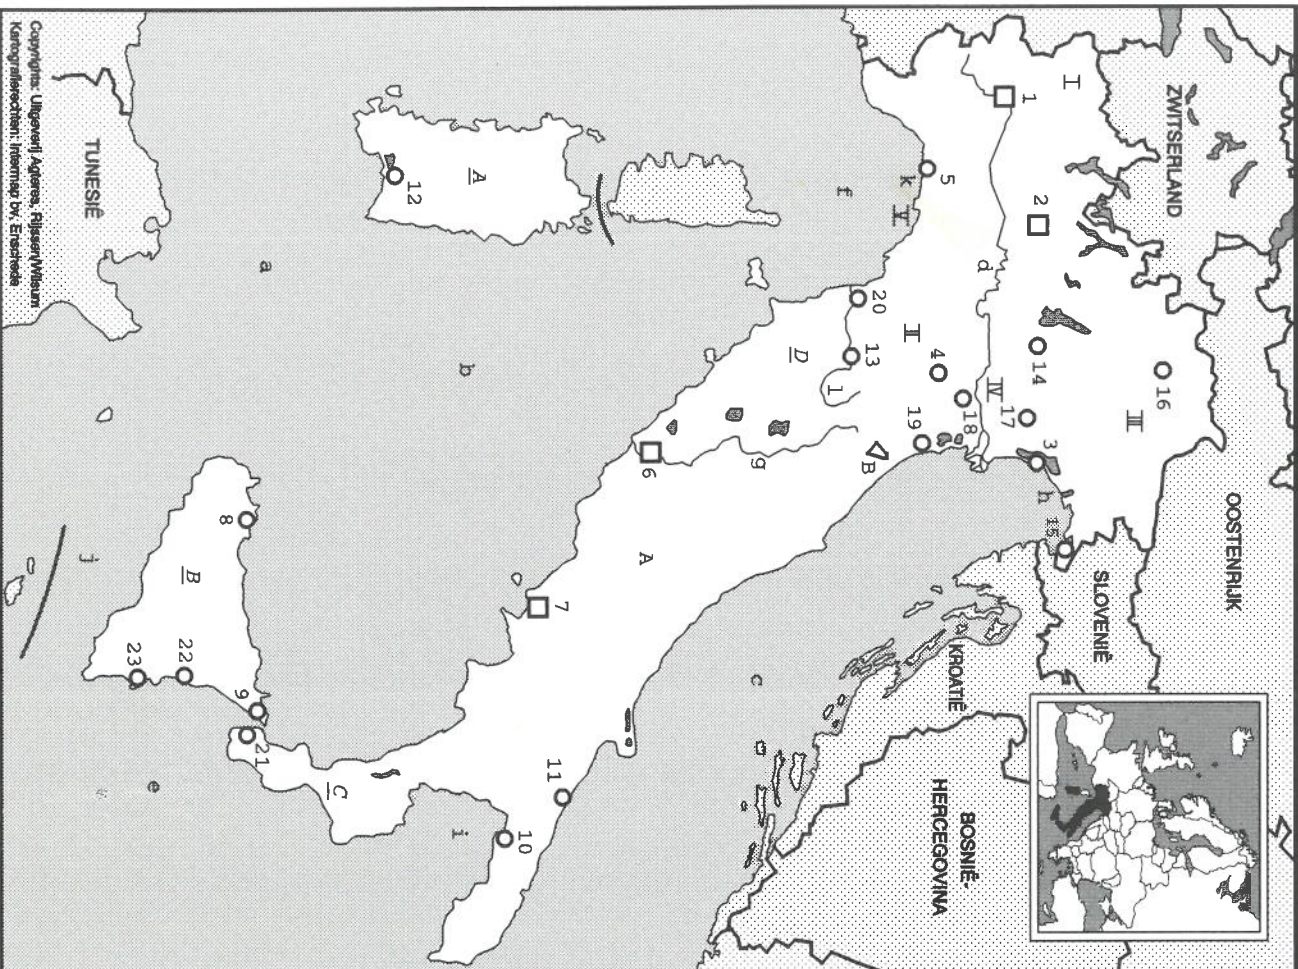 ZWITSERLAND
OOSTENRIJK
SLOVENIË
KROATIË
BOSNIË-
HERCEGOVINA
TUNESIË
I
1
2
16
III
14
17
IV
3
h
15
d
5
k
V
f
20
13
II
4
18
19
l
B
D
g
6
A
7
c
A
12
a
b
8
B
j
22
23
9
21
C
e
i
11
10
Copyrights: Uitgeverij Agteres, Rijssen/Wilsum
Kartografierechten: Intermap bv, Enschede